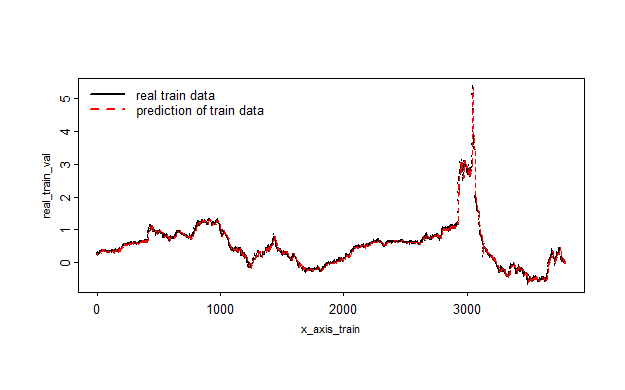 real train data
prediction of train data
5
4
3
2
1
0
real_train_val
0
1000
2000
3000
x_axis_train